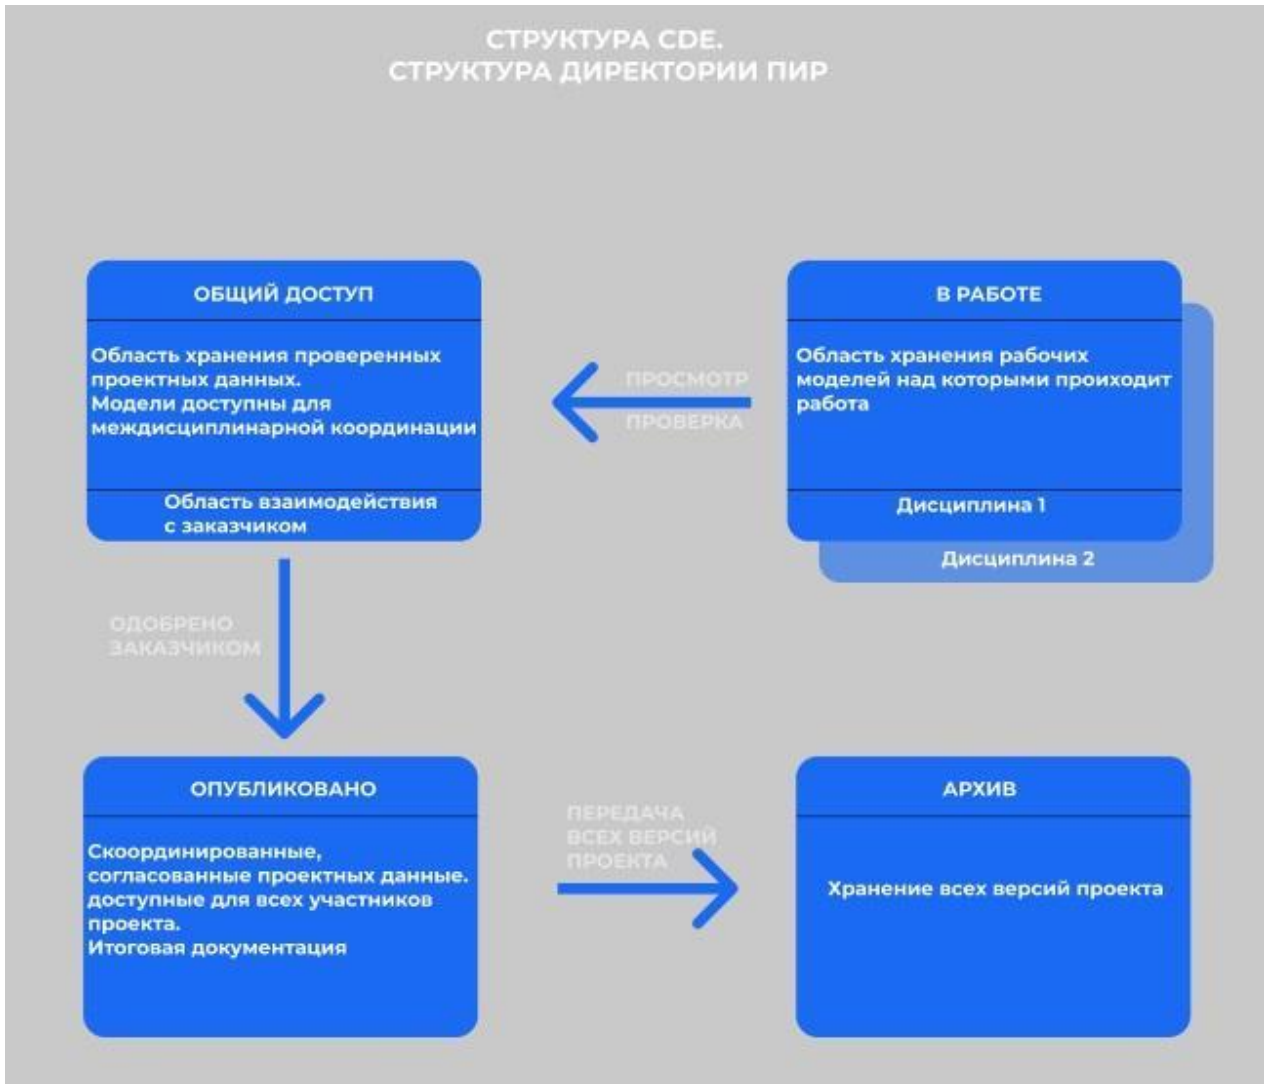 СТРУКТУРА CDE.
СТРУКТУРА ДИРЕКТОРИИ ПИР
ОБЩИЙ ДОСТУП
Область хранения проверенных
проектных данных.
Модели доступны для
междисциплинарной координации
Область взаимодействия
с заказчиком
ПРОСМОТР
ПРОВЕРКА
В РАБОТЕ
Область хранения рабочих
моделей над которыми проиходит
работа
Дисциплина 1
Дисциплина 2
ОДОБРЕНО
ЗАКАЗЧИКОМ
ОПУБЛИКОВАНО
Скоординированные,
согласованные проектных данные.
доступные для всех участников
проекта.
Итоговая документация
ПЕРЕДАЧА
ВСЕХ ВЕРСИЙ
ПРОЕКТА
АРХИВ
Хранение всех версий проекта